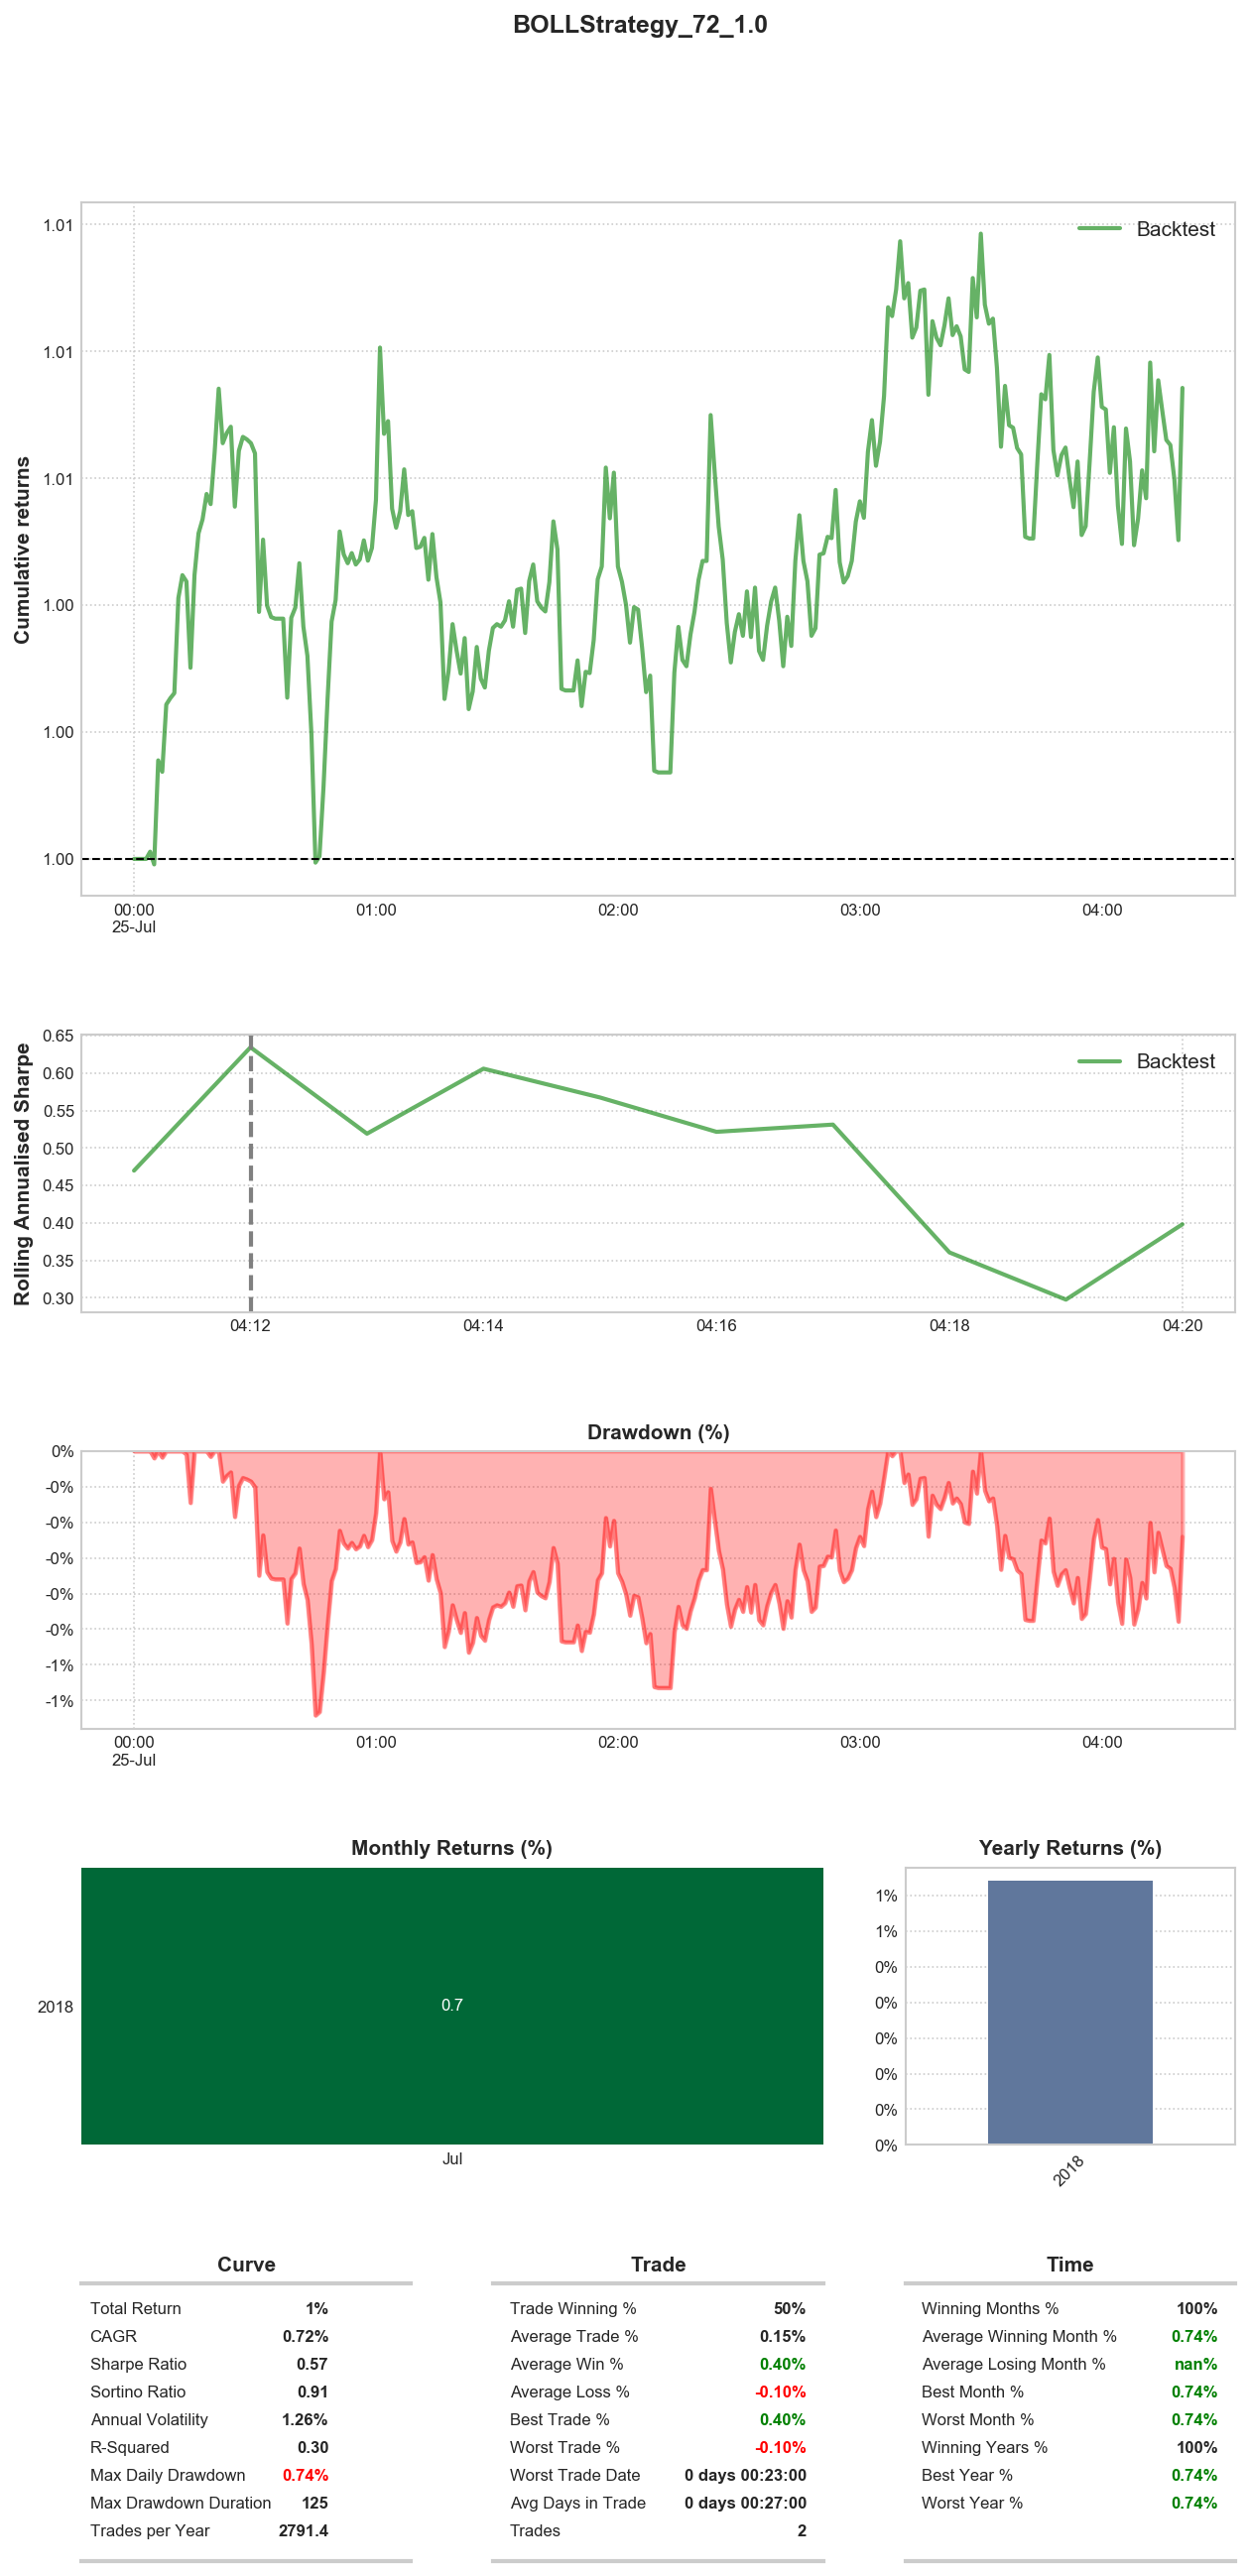 BOLLStrategy_72_1.0
Cumulative returns
1.01
1.01
1.01
1.00
1.00
1.00
Backtest
00:00 01:00 02:00 03:00 04:00
25-Jul
Rolling Annualised Sharpe
0.65
0.60
0.55
0.50
0.45
0.40
0.35
0.30
Backtest
04:12 04:14 04:16 04:18 04:20
Drawdown (%)
0%
-0%
-0%
-0%
-0%
-0%
-1%
-1%
00:00 01:00 02:00 03:00 04:00
25-Jul
Monthly Returns (%)
2018
0.7
Jul
Yearly Returns (%)
1%
1%
0%
0%
0%
0%
0%
0%
2018
Curve
Total Return 1%
CAGR 0.72%
Sharpe Ratio 0.57
Sortino Ratio 0.91
Annual Volatility 1.26%
R-Squared 0.30
Max Daily Drawdown 0.74%
Max Drawdown Duration 125
Trades per Year 2791.4
Trade
Trade Winning % 50%
Average Trade % 0.15%
Average Win % 0.40%
Average Loss % -0.10%
Best Trade % 0.40%
Worst Trade % -0.10%
Worst Trade Date 0 days 00:23:00
Avg Days in Trade 0 days 00:27:00
Trades 2
Time
Winning Months % 100%
Average Winning Month % 0.74%
Average Losing Month % nan%
Best Month % 0.74%
Worst Month % 0.74%
Winning Years % 100%
Best Year % 0.74%
Worst Year % 0.74%